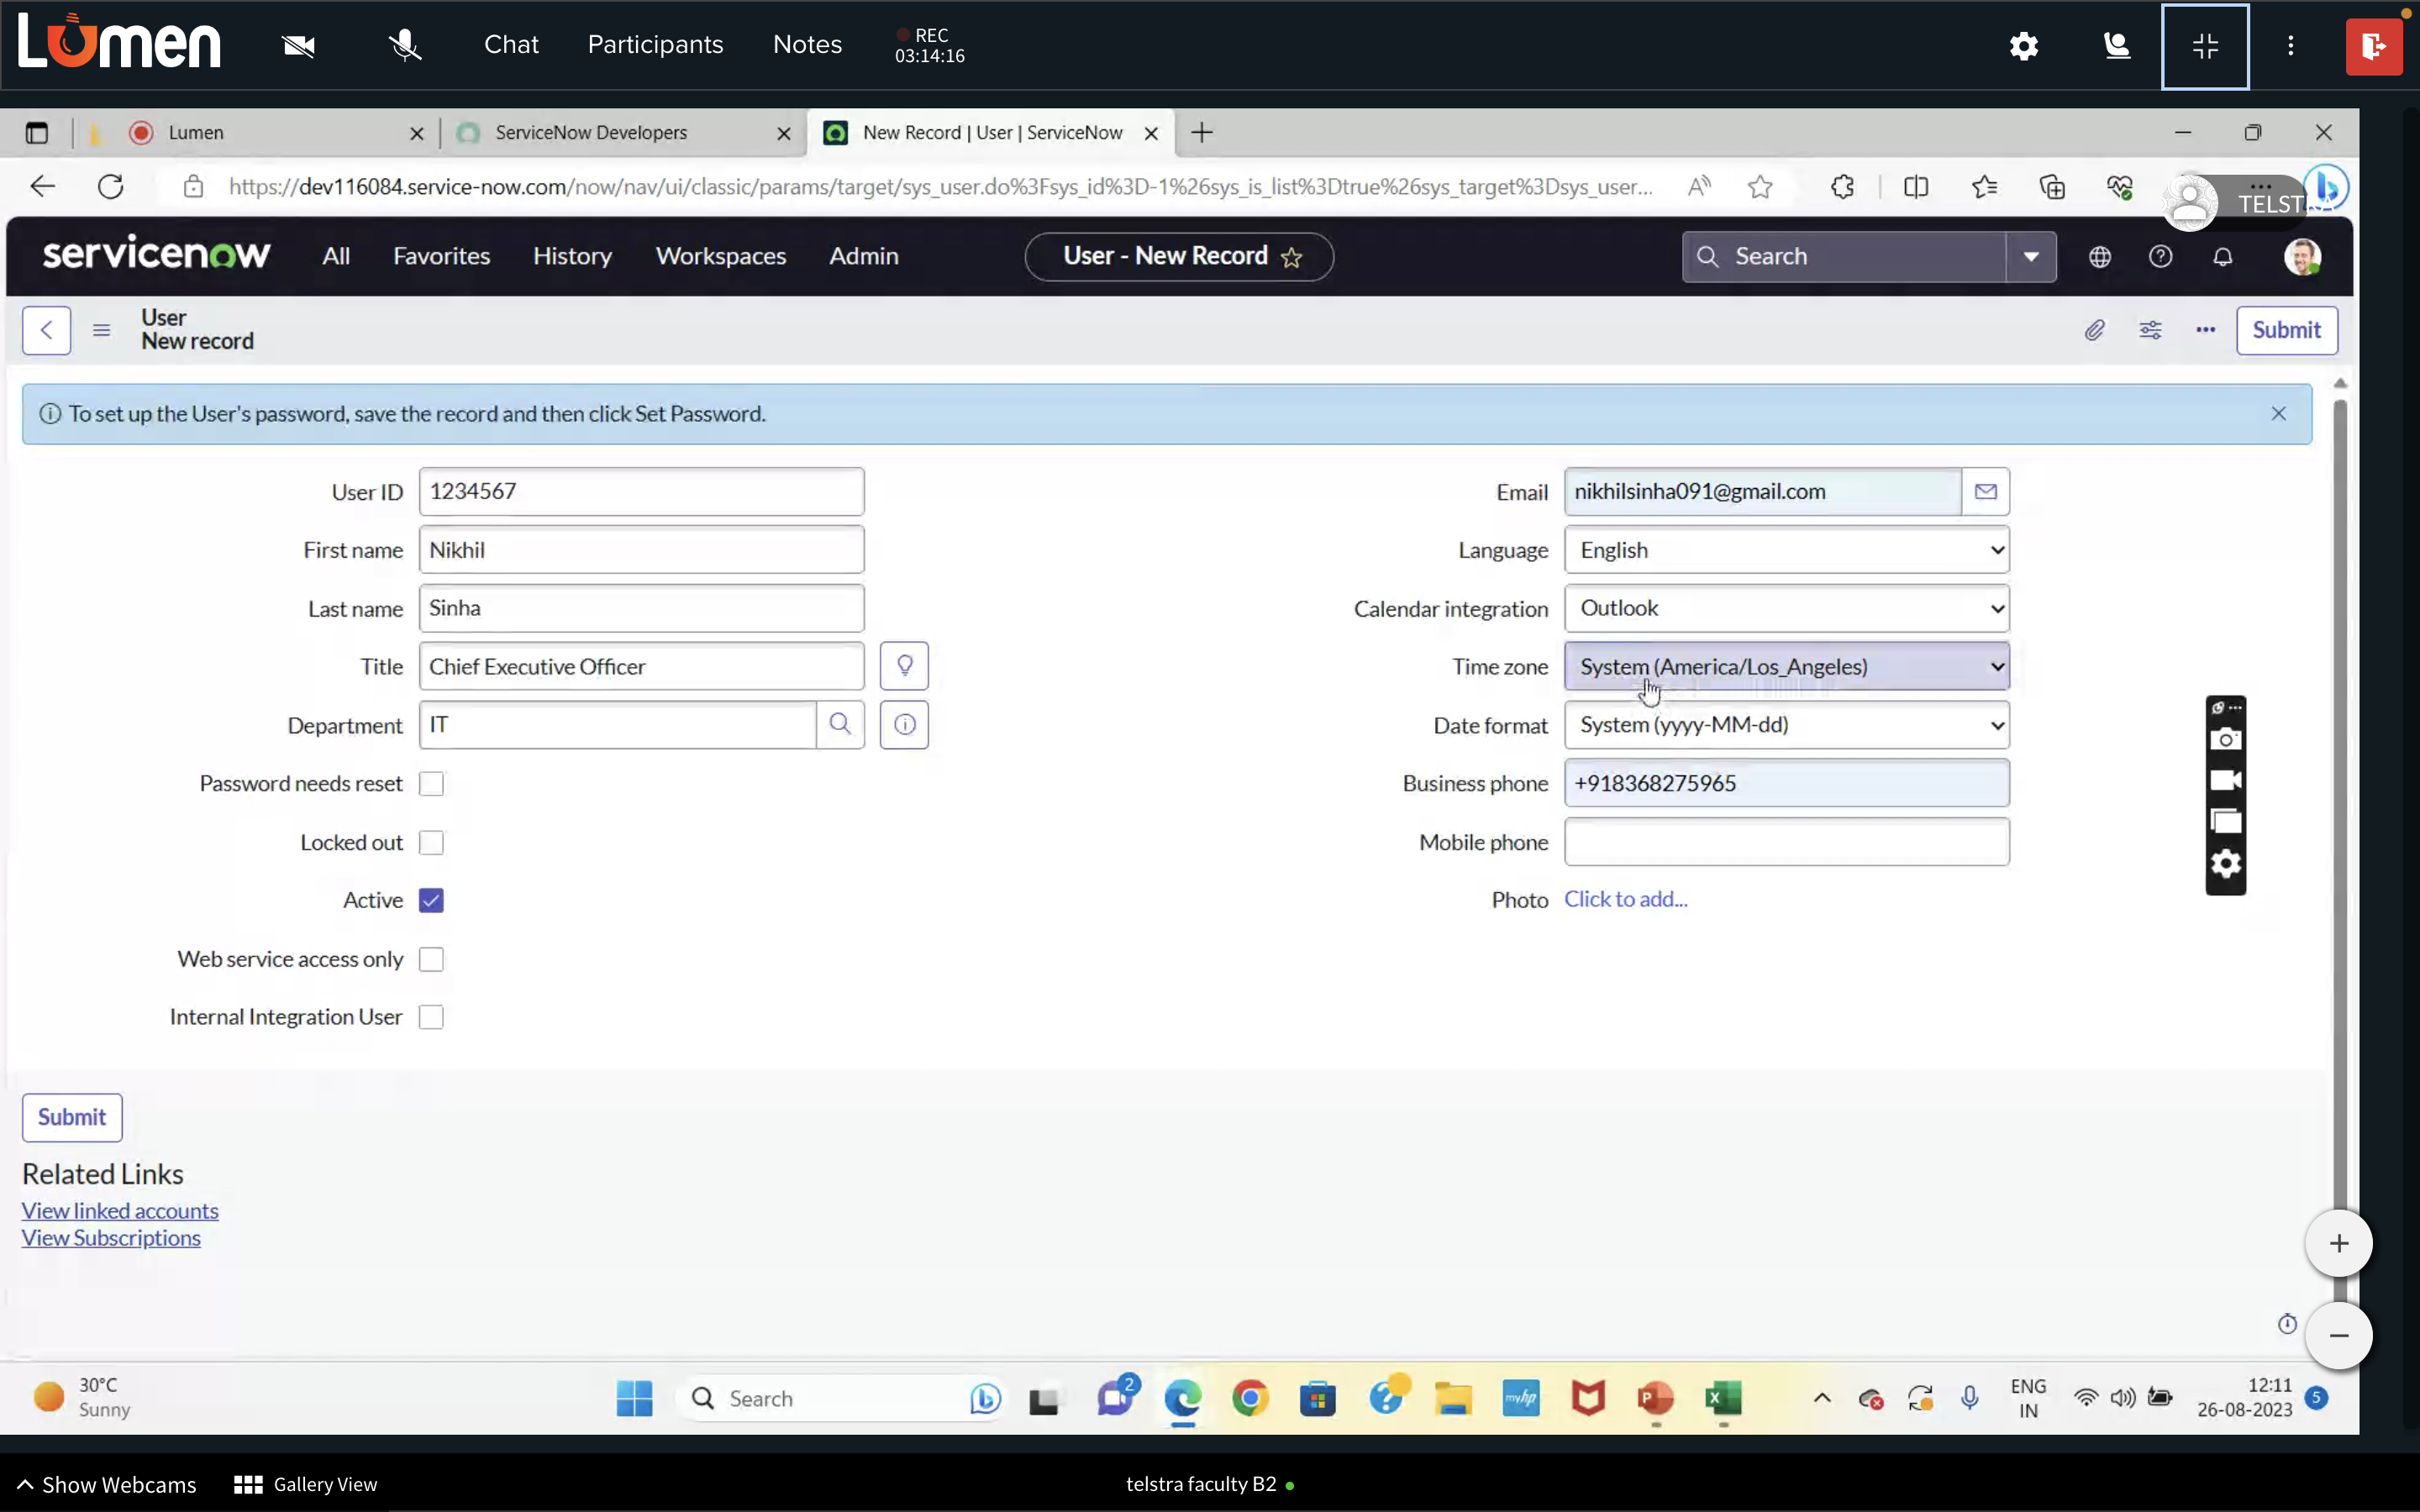 Lumen
Chat
Participants
Notes
REC
03:14:16
Lumen
ServiceNow Developers
New Record | User | ServiceNow
https://dev116084.service-now.com/now/nav/ui/classic/params/target/sys_user.do%3Fsys_id%3D-1%26sys_is_list%3Dtrue%26sys_target%3Dsys_user...
servicenow
All
Favorites
History
Workspaces
Admin
User - New Record
Search
User
New record
Submit
To set up the User's password, save the record and then click Set Password.
User ID 1234567
First name Nikhil
Last name Sinha
Title Chief Executive Officer
Department IT
Password needs reset
Locked out
Active
Web service access only
Internal Integration User
Email nikhilsinha091@gmail.com
Language English
Calendar integration Outlook
Time zone System (America/Los_Angeles)
Date format System (yyyy-MM-dd)
Business phone +918368275965
Mobile phone
Photo Click to add...
Submit
Related Links
View linked accounts
View Subscriptions
30°C
Sunny
Search
2
myhp
ENG
IN
12:11
26-08-2023
5
Show Webcams
Gallery View
telstra faculty B2